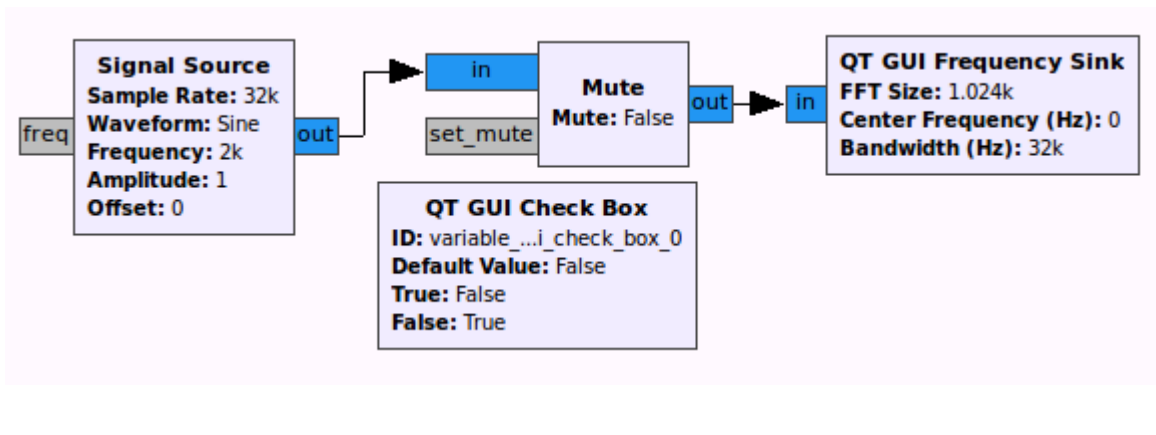 freq
Signal Source
Sample Rate: 32k
Waveform: Sine
Frequency: 2k
Amplitude: 1
Offset: 0
out
in
set_mute
Mute
Mute: False
out
in
QT GUI Frequency Sink
FFT Size: 1.024k
Center Frequency (Hz): 0
Bandwidth (Hz): 32k
QT GUI Check Box
ID: variable_...i_check_box_0
Default Value: False
True: False
False: True